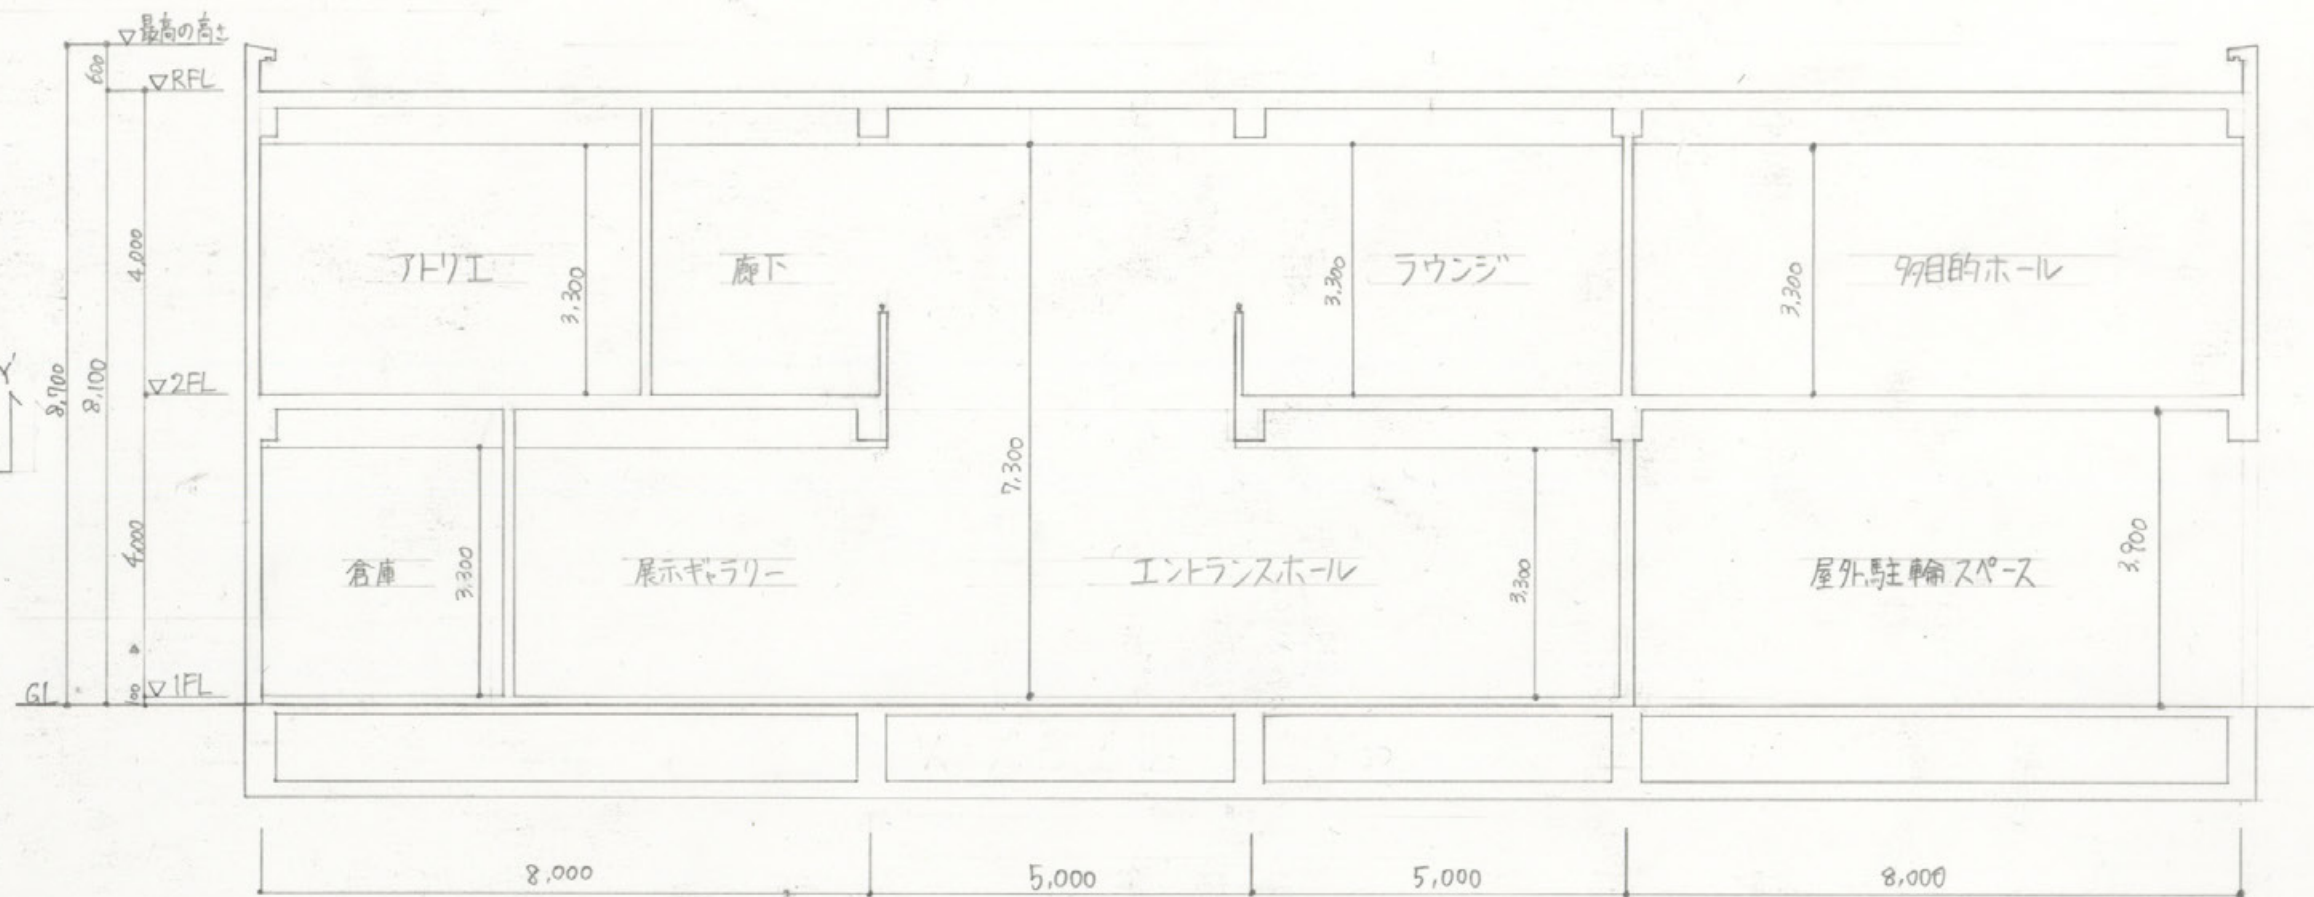 ▽最高の高さ
600
▽RFL
4,000
8,700
8,100
▽2FL
4,000
100
▽1FL
GL
アトリエ
3,300
廊下
7,300
3,300
ラウンジ
3,300
多目的ホール
倉庫
3,300
展示ギャラリー
エントランスホール
3,300
屋外駐輪スペース
3,900
8,000
5,000
5,000
8,000